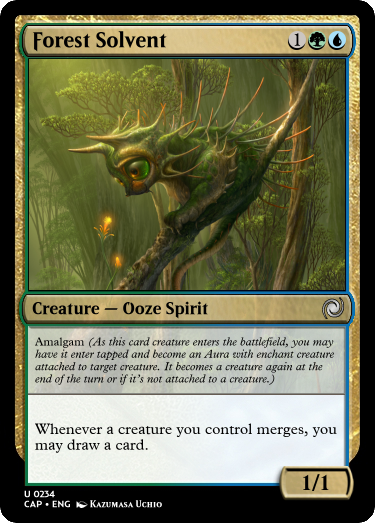 Forest Solvent
1
Creature — Ooze Spirit
Amalgam (As this card creature enters the battlefield, you may
have it enter tapped and become an Aura with enchant creature
attached to target creature. It becomes a creature again at the
end of the turn or if it's not attached to a creature.)
Whenever a creature you control merges, you
may draw a card.
1/1
U 0234
CAP • ENG Kazumasa Uchio